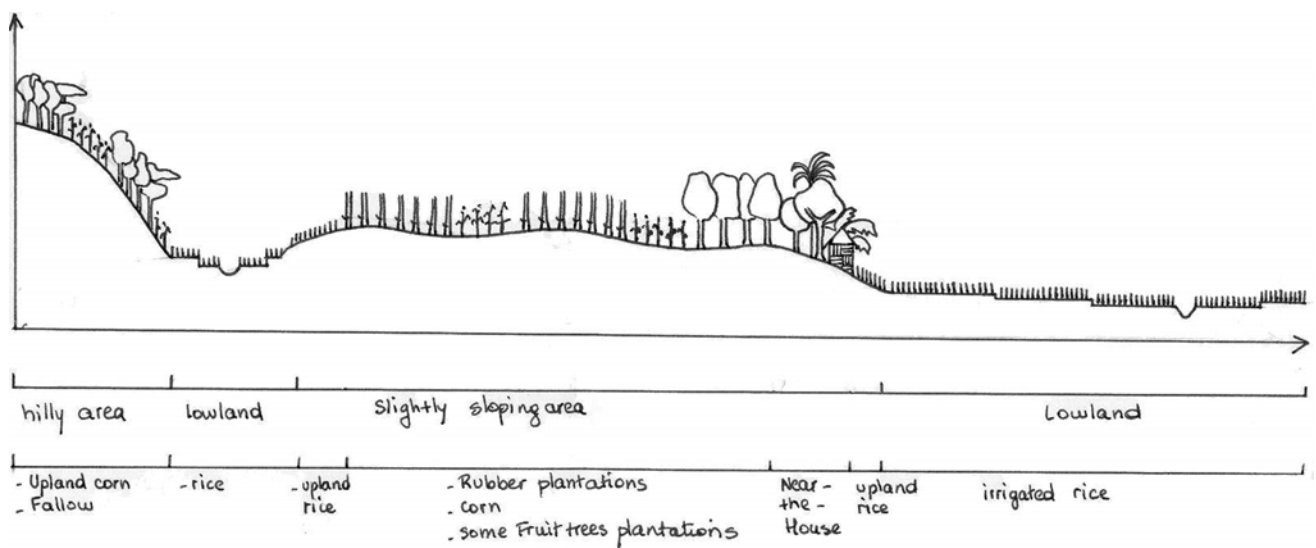 hilly area
lowland
slightly sloping area
Lowland
- Upland corn
- Fallow
- rice
- upland
rice
- Rubber plantations
- corn
- some Fruit trees plantations
Near-
the-
House
upland
rice
irrigated rice